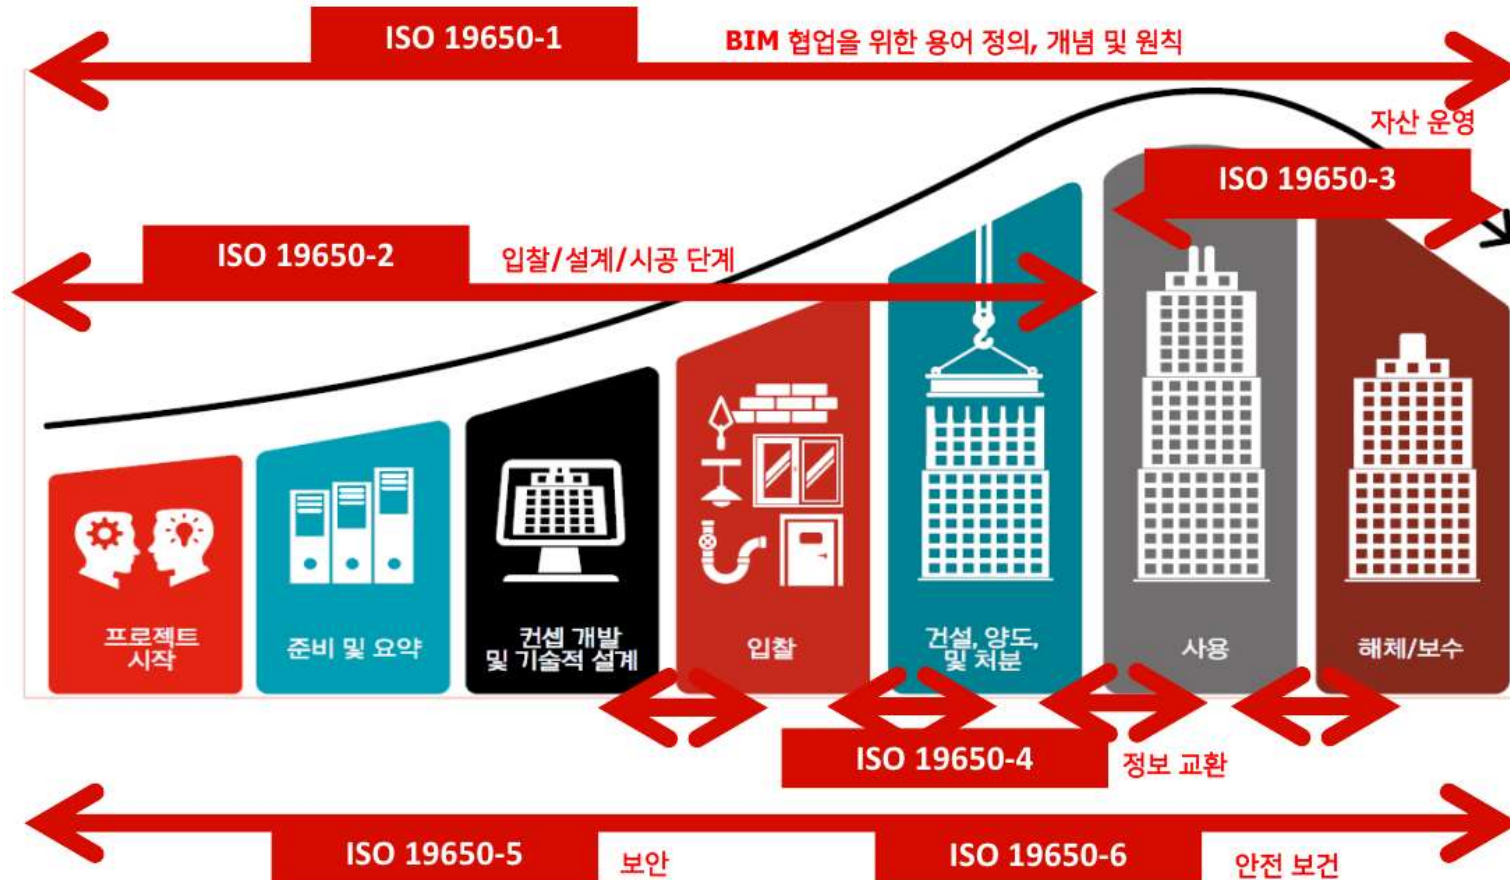 ISO 19650-1
BIM 협업을 위한 용어 정의, 개념 및 원칙
자산 운영
ISO 19650-3
ISO 19650-2
입찰/설계/시공 단계
프로젝트
시작
준비 및 요약
컨셉 개발
및 기술적 설계
입찰
건설, 양도,
및 처분
사용
해체/보수
ISO 19650-4
정보 교환
ISO 19650-5
보안
ISO 19650-6
안전 보건